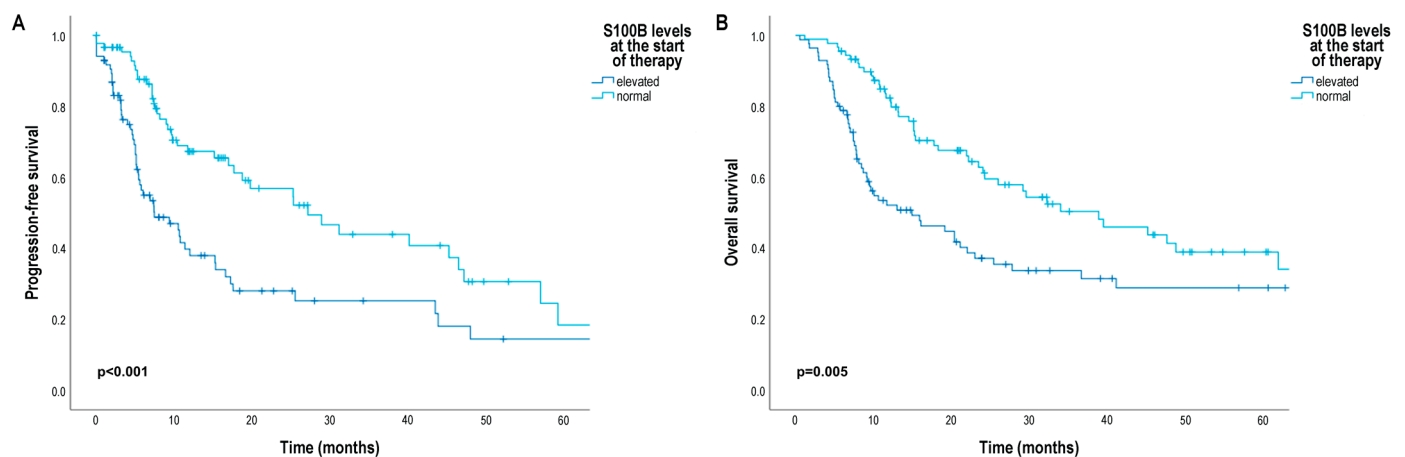 A
S100B levels
at the start
of therapy
elevated
normal
Progression-free survival
1.0
0.8
0.6
0.4
0.2
0.0
p<0.001
0 10 20 30 40 50 60
Time (months)
B
S100B levels
at the start
of therapy
elevated
normal
Overall survival
1.0
0.8
0.6
0.4
0.2
0.0
p=0.005
0 10 20 30 40 50 60
Time (months)